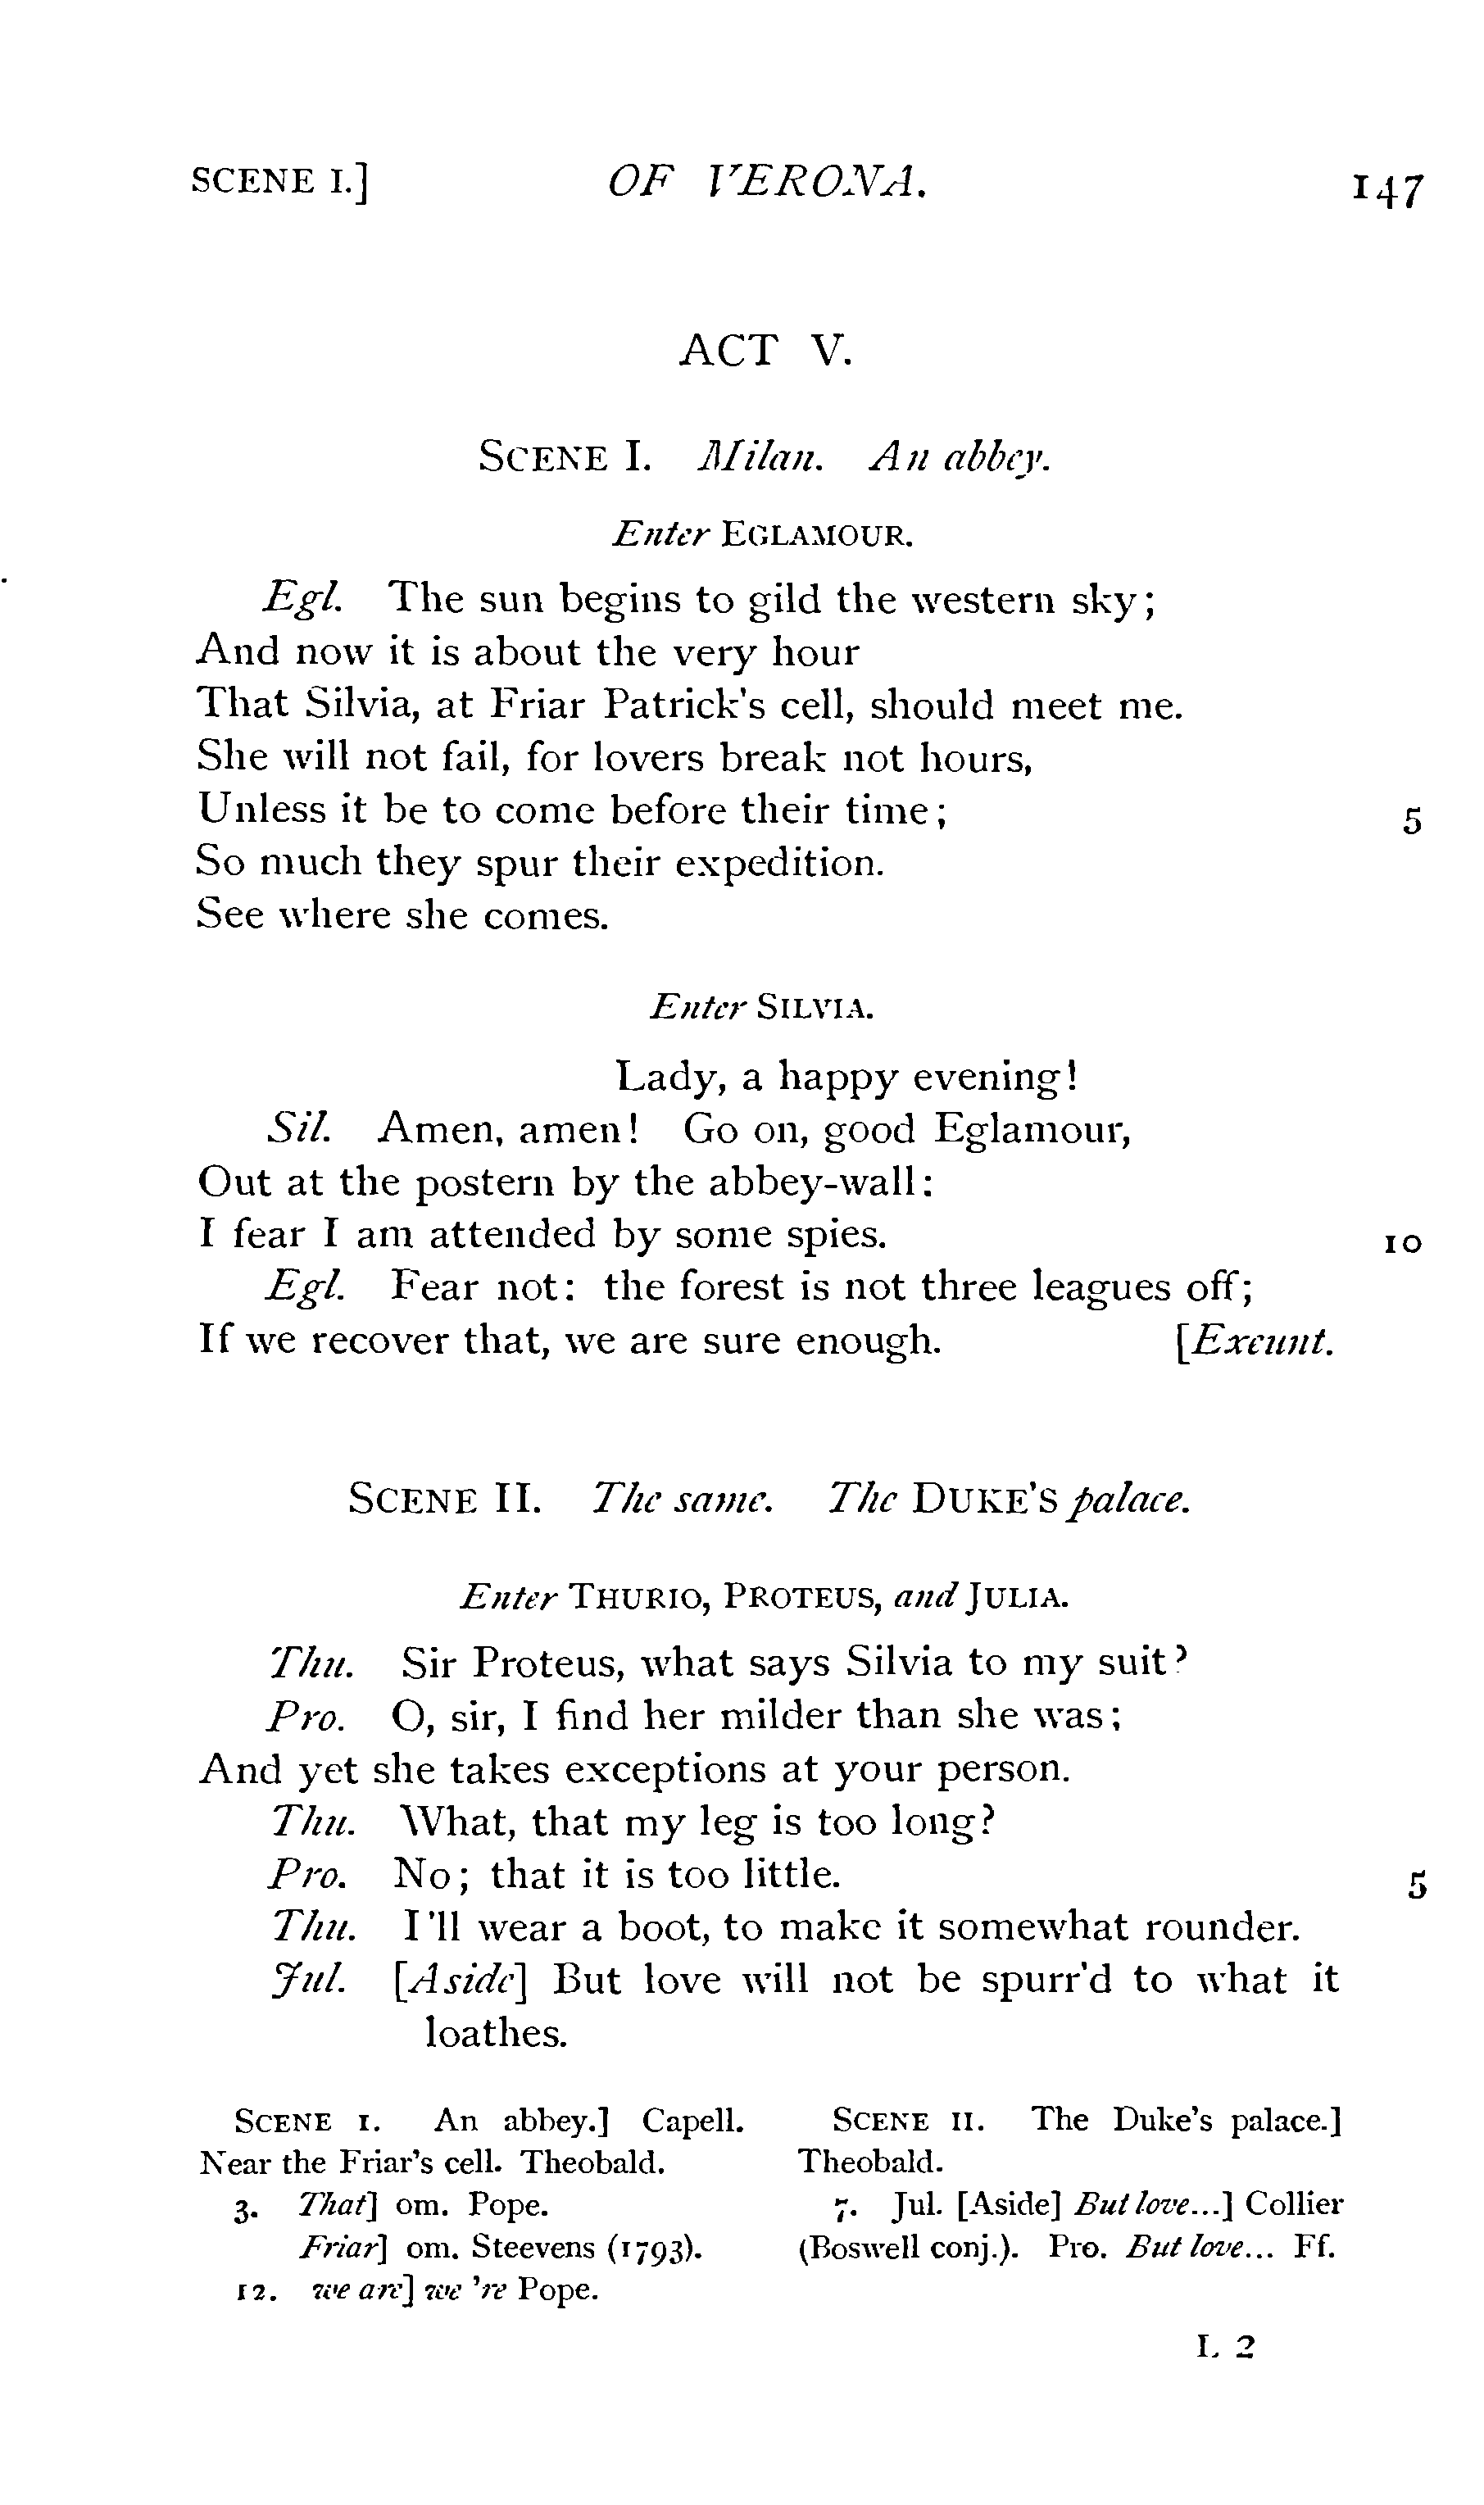 SCENE I.] OF VERONA. 147
ACT V.
SCENE I. Milan. An abbey.
Enter EGLAMOUR.
Egl. The sun begins to gild the western sky;
And now it is about the very hour
That Silvia, at Friar Patrick's cell, should meet me.
She will not fail, for lovers break not hours,
Unless it be to come before their time; 5
So much they spur their expedition.
See where she comes.
Enter SILVIA.
Lady, a happy evening!
Sil. Amen, amen! Go on, good Eglamour,
Out at the postern by the abbey-wall:
I fear I am attended by some spies. 10
Egl. Fear not: the forest is not three leagues off;
If we recover that, we are sure enough. [Exeunt.
SCENE II. The same. The DUKE'S palace.
Enter THURIO, PROTEUS, and JULIA.
Thu. Sir Proteus, what says Silvia to my suit?
Pro. O, sir, I find her milder than she was;
And yet she takes exceptions at your person.
Thu. What, that my leg is too long?
Pro. No; that it is too little. 5
Thu. I'll wear a boot, to make it somewhat rounder.
Jul. [Aside] But love will not be spurr'd to what it
loathes.
SCENE I. An abbey.] Capell.
Near the Friar's cell. Theobald.
3. That] om. Pope.
Friar] om. Steevens (1793).
12. we are] we 're Pope.
SCENE II. The Duke's palace.]
Theobald.
7. Jul. [Aside] But love...] Collier
(Boswell conj.). Pro. But love... Ff.
L 2